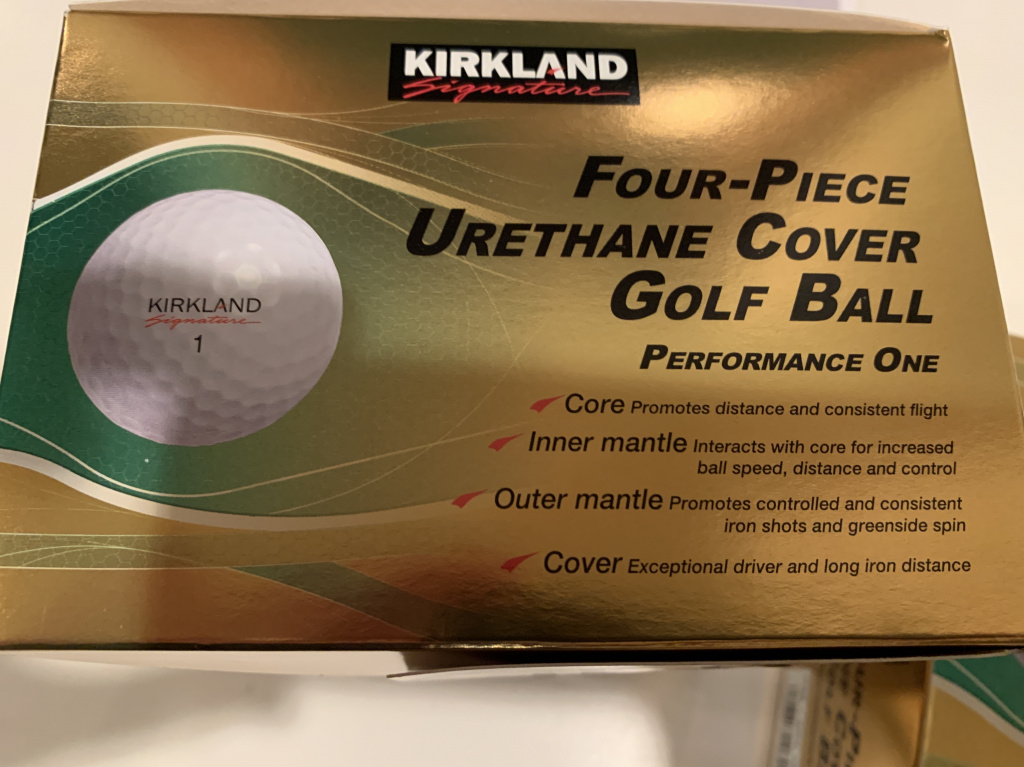 KIRKLAND
Signature
FOUR-PIECE
URETHANE COVER
GOLF BALL
PERFORMANCE ONE
KIRKLAND
Signature
1
Core Promotes distance and consistent flight
Inner mantle Interacts with core for increased
ball speed, distance and control
Outer mantle Promotes controlled and consistent
iron shots and greenside spin
Cover Exceptional driver and long iron distance